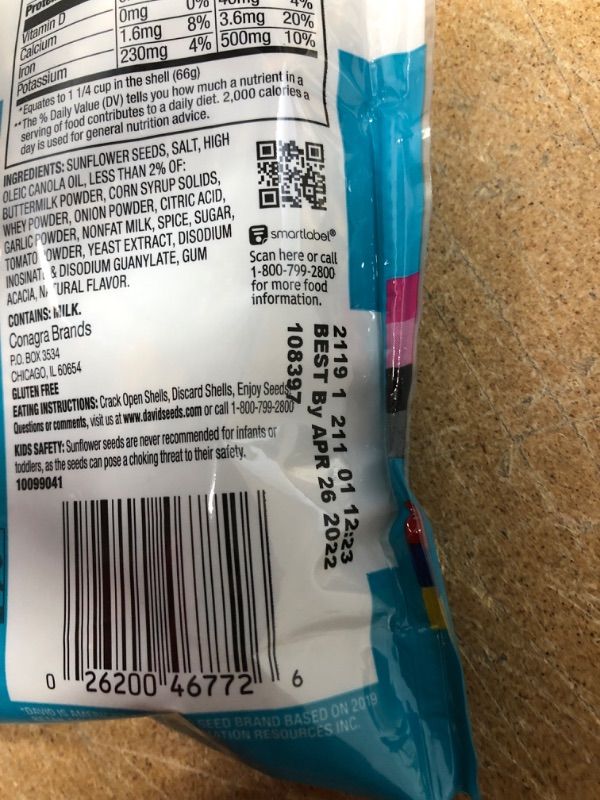 Vitamin D 0% 4%
Calcium 0mg 8% 3.6mg 20%
Iron 1.6mg 4% 500mg 10%
Potassium 230mg
*Equates to 1 1/4 cup in the shell (66g)
**The % Daily Value (DV) tells you how much a nutrient in a
serving of food contributes to a daily diet. 2,000 calories a
day is used for general nutrition advice.
INGREDIENTS: SUNFLOWER SEEDS, SALT, HIGH
OLEIC CANOLA OIL, LESS THAN 2% OF:
BUTTERMILK POWDER, CORN SYRUP SOLIDS,
WHEY POWDER, ONION POWDER, CITRIC ACID,
GARLIC POWDER, NONFAT MILK, SPICE, SUGAR,
TOMATO POWDER, YEAST EXTRACT, DISODIUM
INOSINATE & DISODIUM GUANYLATE, GUM
ACACIA, NATURAL FLAVOR.
CONTAINS: MILK.
Conagra Brands
P.O. BOX 3534
CHICAGO, IL 60654
GLUTEN FREE
EATING INSTRUCTIONS: Crack Open Shells, Discard Shells, Enjoy Seeds
Questions or comments, visit us at www.davidseeds.com or call 1-800-799-2800
KIDS SAFETY: Sunflower seeds are never recommended for infants or
toddlers, as the seeds can pose a choking threat to their safety.
10099041
smartlabel®
Scan here or call
1-800-799-2800
for more food
information.
2119 1 211 01 12:23
BEST By APR 26 2022
108397
0 26200 46772 6
*DAVID IS
SEED BRAND BASED ON 2019
RESOURCES INC.